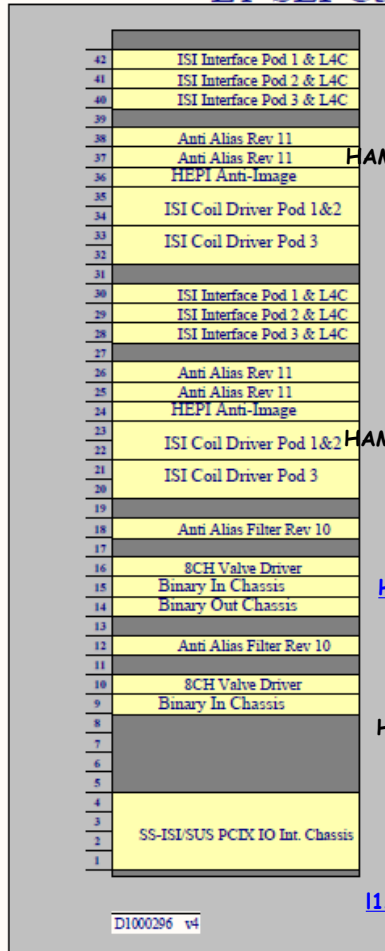 42 ISI Interface Pod 1 & L4C
41 ISI Interface Pod 2 & L4C
40 ISI Interface Pod 3 & L4C
39
38 Anti Alias Rev 11
37 Anti Alias Rev 11
36 HEPI Anti-Image
35
34 ISI Coil Driver Pod 1&2
33 ISI Coil Driver Pod 3
32
31
30 ISI Interface Pod 1 & L4C
29 ISI Interface Pod 2 & L4C
28 ISI Interface Pod 3 & L4C
27
26 Anti Alias Rev 11
25 Anti Alias Rev 11
24 HEPI Anti-Image
23
22 ISI Coil Driver Pod 1&2
21 ISI Coil Driver Pod 3
20
19
18 Anti Alias Filter Rev 10
17
16 8CH Valve Driver
15 Binary In Chassis
14 Binary Out Chassis
13
12 Anti Alias Filter Rev 10
11
10 8CH Valve Driver
9 Binary In Chassis
8
7
6
5
4
3
2 SS-ISI/SUS PCIX IO Int. Chassis
1
D1000296 v4